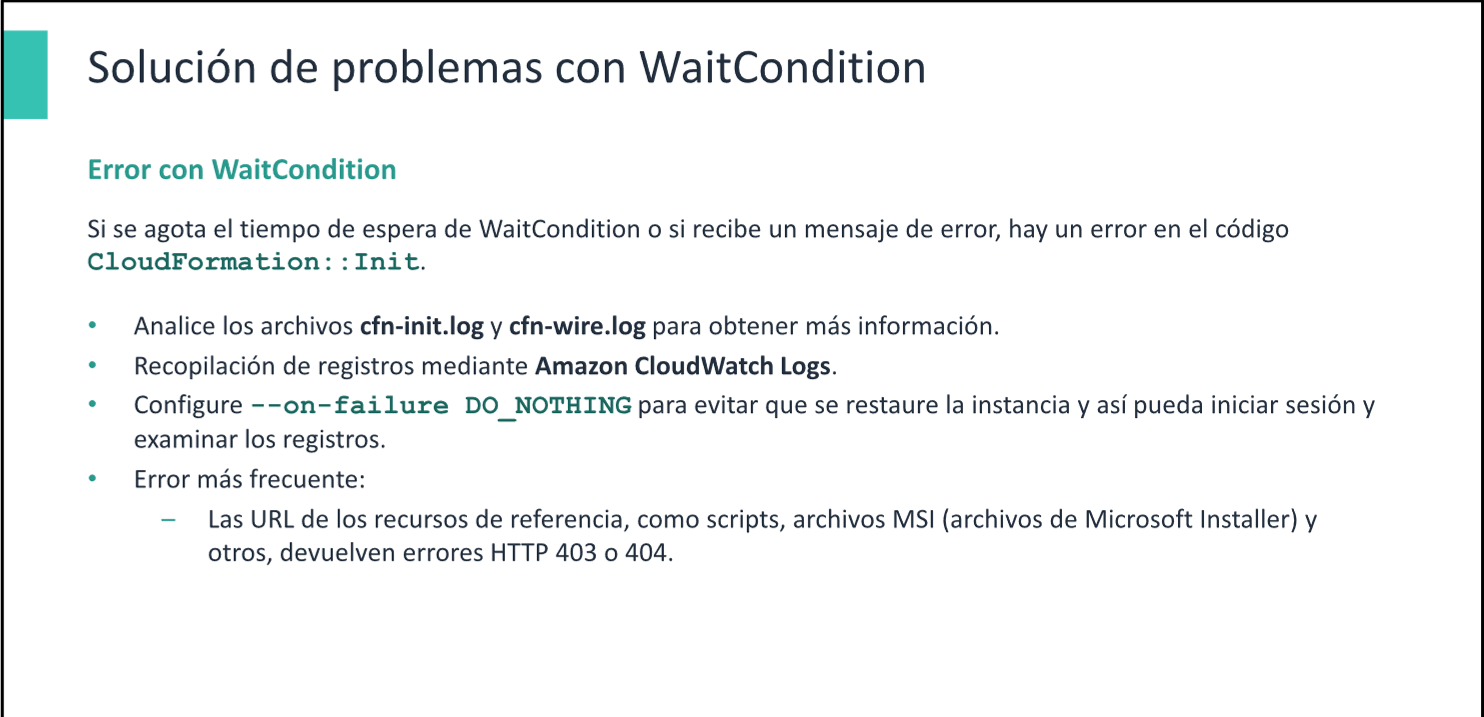 Solución de problemas con WaitCondition
Error con WaitCondition
Si se agota el tiempo de espera de WaitCondition o si recibe un mensaje de error, hay un error en el código
CloudFormation::Init.
• Analice los archivos cfn-init.log y cfn-wire.log para obtener más información.
• Recopilación de registros mediante Amazon CloudWatch Logs.
• Configure --on-failure DO_NOTHING para evitar que se restaure la instancia y así pueda iniciar sesión y
examinar los registros.
• Error más frecuente:
– Las URL de los recursos de referencia, como scripts, archivos MSI (archivos de Microsoft Installer) y
otros, devuelven errores HTTP 403 o 404.